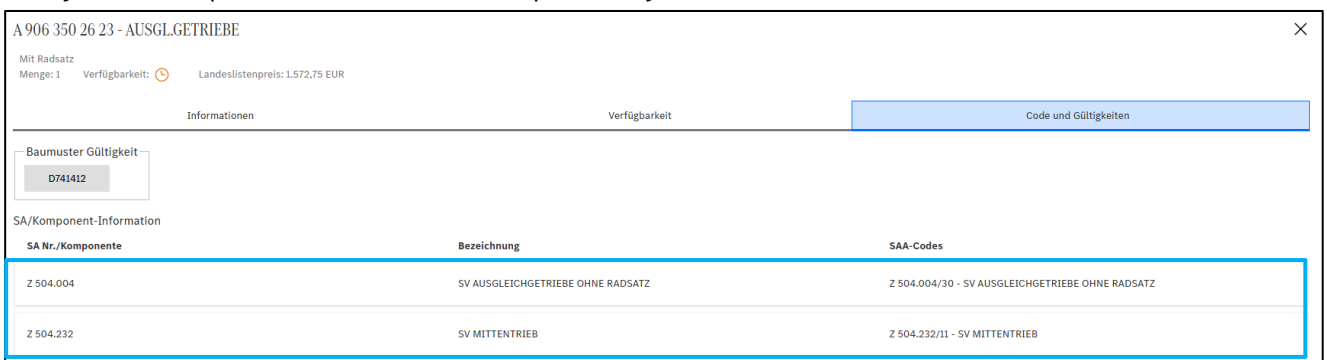 A 906 350 26 23 - AUSGL.GETRIEBE
Mit Radsatz
Menge: 1 Verfügbarkeit: Landeslistenpreis: 1.572,75 EUR
Informationen Verfügbarkeit Code und Gültigkeiten
Baumuster Gültigkeit
D741412
SA/Komponent-Information
SA Nr./Komponente Bezeichnung SAA-Codes
Z 504.004 SV AUSGLEICHGETRIEBE OHNE RADSATZ Z 504.004/30 - SV AUSGLEICHGETRIEBE OHNE RADSATZ
Z 504.232 SV MITTENTRIEB Z 504.232/11 - SV MITTENTRIEB